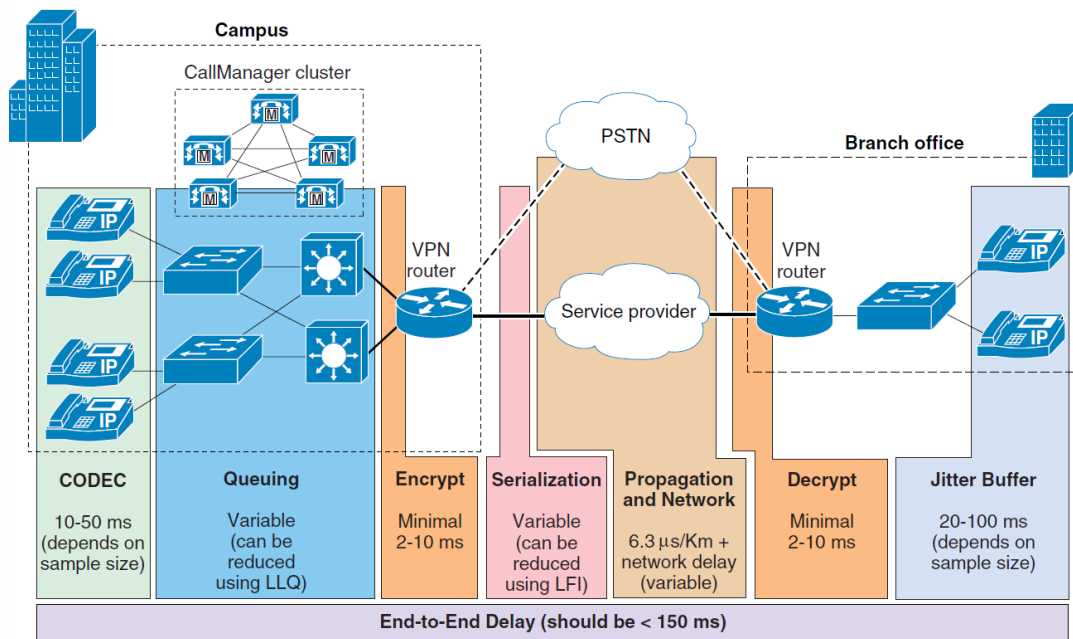 Campus
CallManager cluster
M
M
M
M
M
PSTN
Branch office
IP
IP
IP
IP
VPN
router
Service provider
VPN
router
IP
IP
CODEC
10-50 ms
(depends on
sample size)
Queuing
Variable
(can be
reduced
using LLQ)
Encrypt
Minimal
2-10 ms
Serialization
Variable
(can be
reduced
using LFI)
Propagation
and Network
6.3 µs/Km +
network delay
(variable)
Decrypt
Minimal
2-10 ms
Jitter Buffer
20-100 ms
(depends on
sample size)
End-to-End Delay (should be < 150 ms)